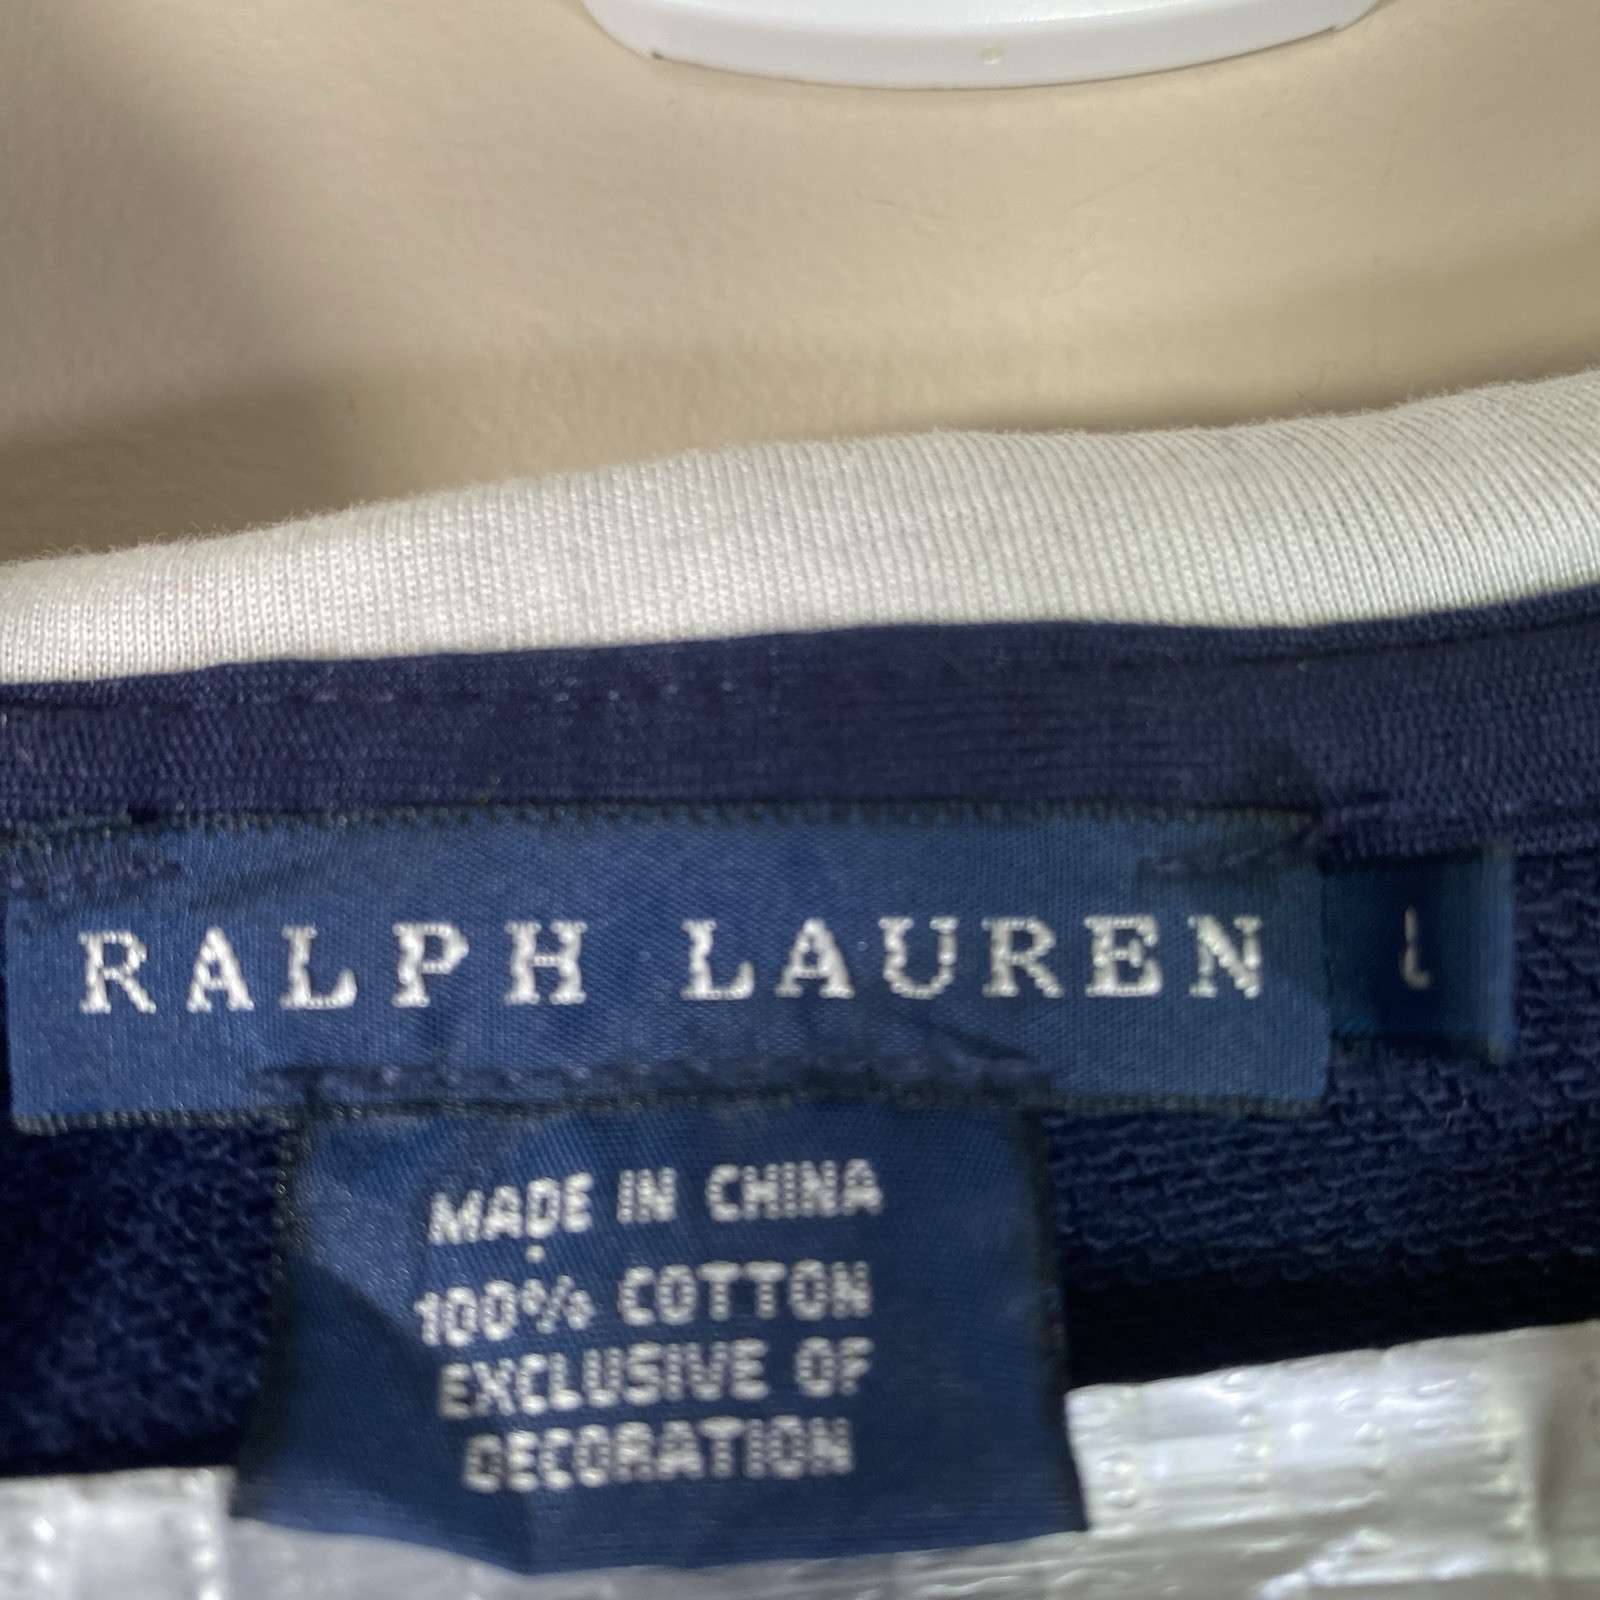 RALPH LAUREN L
MADE IN CHINA
100% COTTON
EXCLUSIVE OF
DECORATION